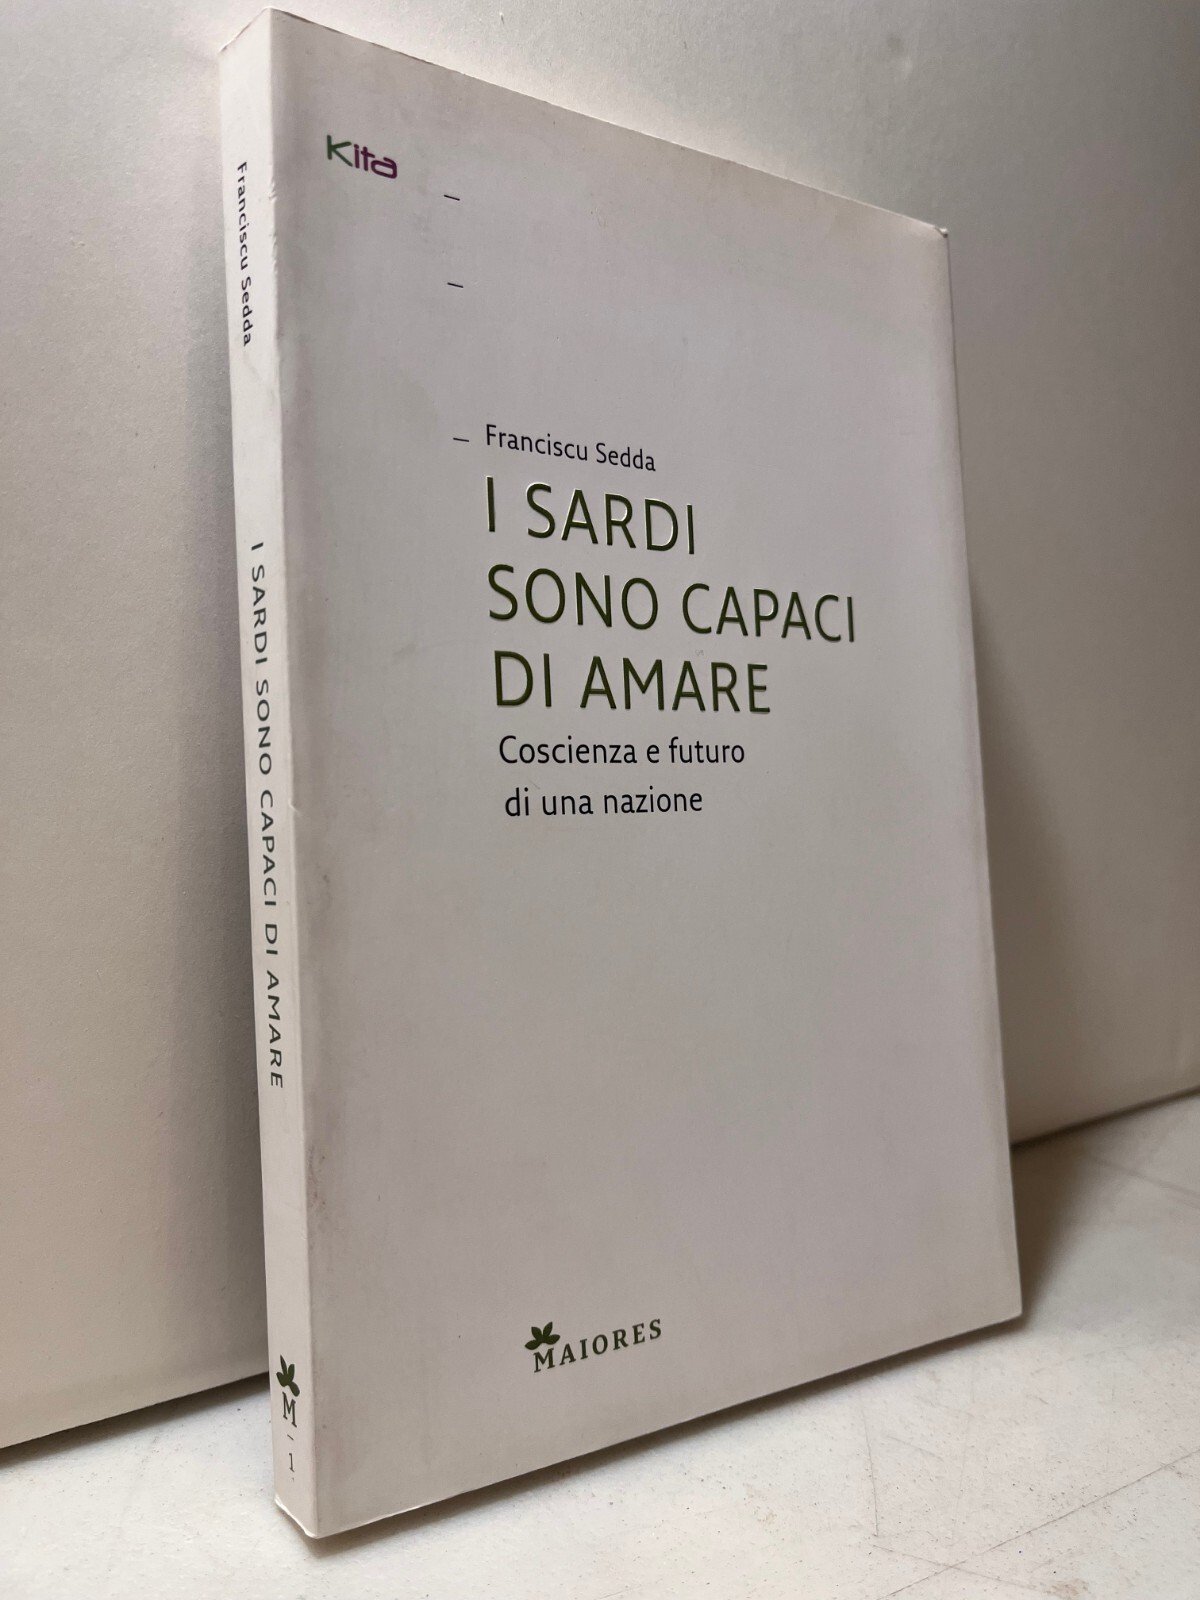 Kita
Franciscu Sedda
I SARDI
SONO CAPACI
DI AMARE
Coscienza e futuro
di una nazione
MAIORES
Franciscu Sedda
I SARDI SONO CAPACI DI AMARE
M
1